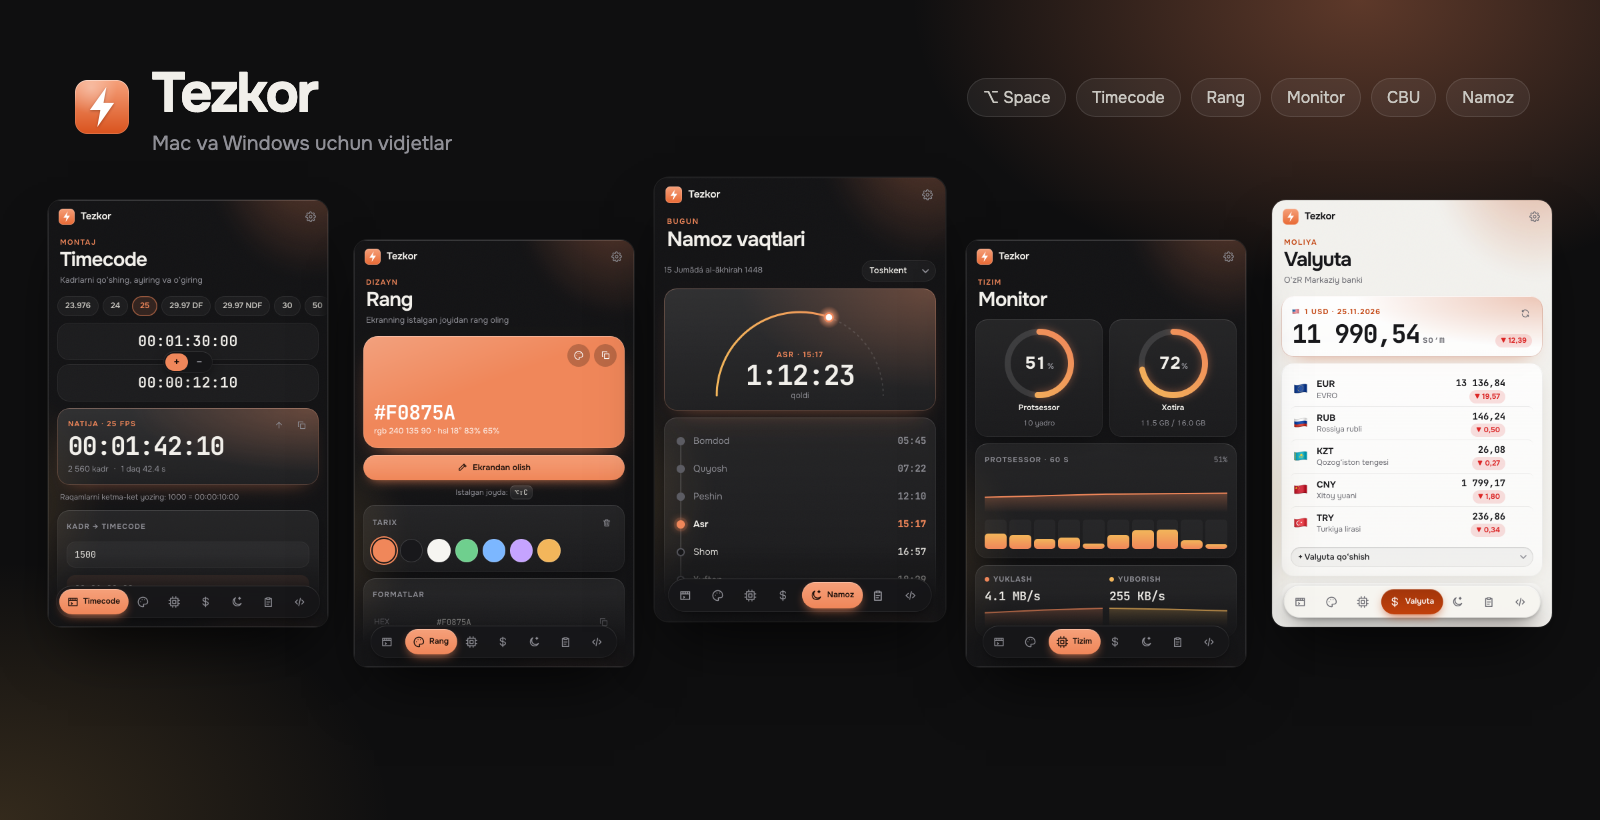 Tezkor
Mac va Windows uchun vidjetlar
⌥ Space
Timecode
Rang
Monitor
CBU
Namoz
Tezkor
MONTAJ
Timecode
Kadrlarni qo'shing, ayiring va o'giring
23.976 24 25 29.97 DF 29.97 NDF 30 50
00:01:30:00
+ −
00:00:12:10
NATIJA · 25 FPS
00:01:42:10
2 560 kadr · 1 daq 42.4 s
Raqamlarni ketma-ket yozing: 1000 = 00:00:10:00
KADR → TIMECODE
1500
Timecode
Tezkor
DIZAYN
Rang
Ekranning istalgan joyidan rang oling
#F0875A
rgb 240 135 90 · hsl 18° 83% 65%
Ekrandan olish
Istalgan joyda: ⌥⇧C
TARIX
FORMATLAR
HEX #F0875A
Rang
Tezkor
BUGUN
Namoz vaqtlari
15 Jumādá al-ākhirah 1448
Toshkent
ASR · 15:17
1:12:23
qoldi
Bomdod 05:45
Quyosh 07:22
Peshin 12:10
Asr 15:17
Shom 16:57
Namoz
Tezkor
TIZIM
Monitor
51%
Protsessor
10 yadro
72%
Xotira
11.5 GB / 16.0 GB
PROTSESSOR · 60 S 51%
YUKLASH
4.1 MB/s
YUBORISH
255 KB/s
Tizim
Tezkor
MOLIYA
Valyuta
O'zR Markaziy banki
1 USD · 25.11.2026
11 990,54 so'm
▼ 12,39
EUR 13 136,84
EVRO ▼ 19,57
RUB 146,24
Rossiya rubli ▼ 0,50
KZT 26,08
Qozog'iston tengesi ▼ 0,27
CNY 1 799,17
Xitoy yuani ▼ 1,80
TRY 236,86
Turkiya lirasi ▼ 0,34
+ Valyuta qo'shish
$ Valyuta